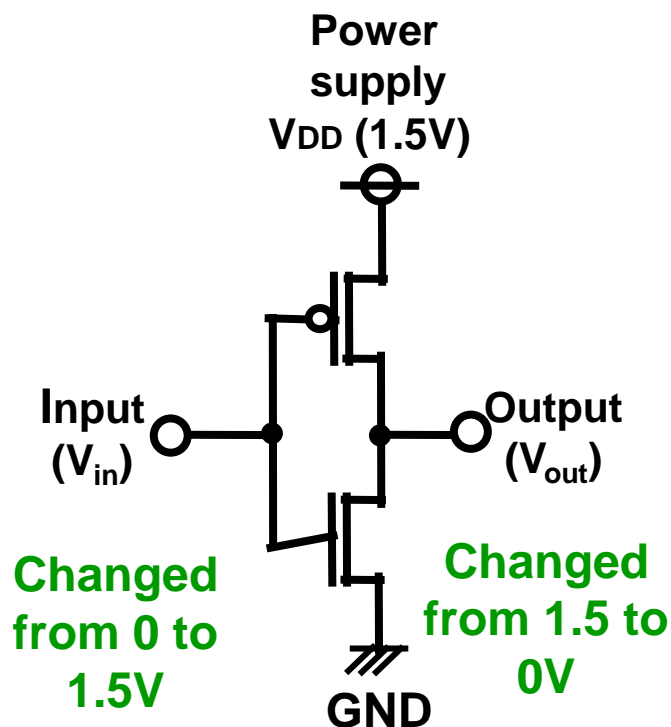 Power
supply
VDD (1.5V)
Input
(Vin)
Output
(Vout)
Changed
from 0 to
1.5V
Changed
from 1.5 to
0V
GND